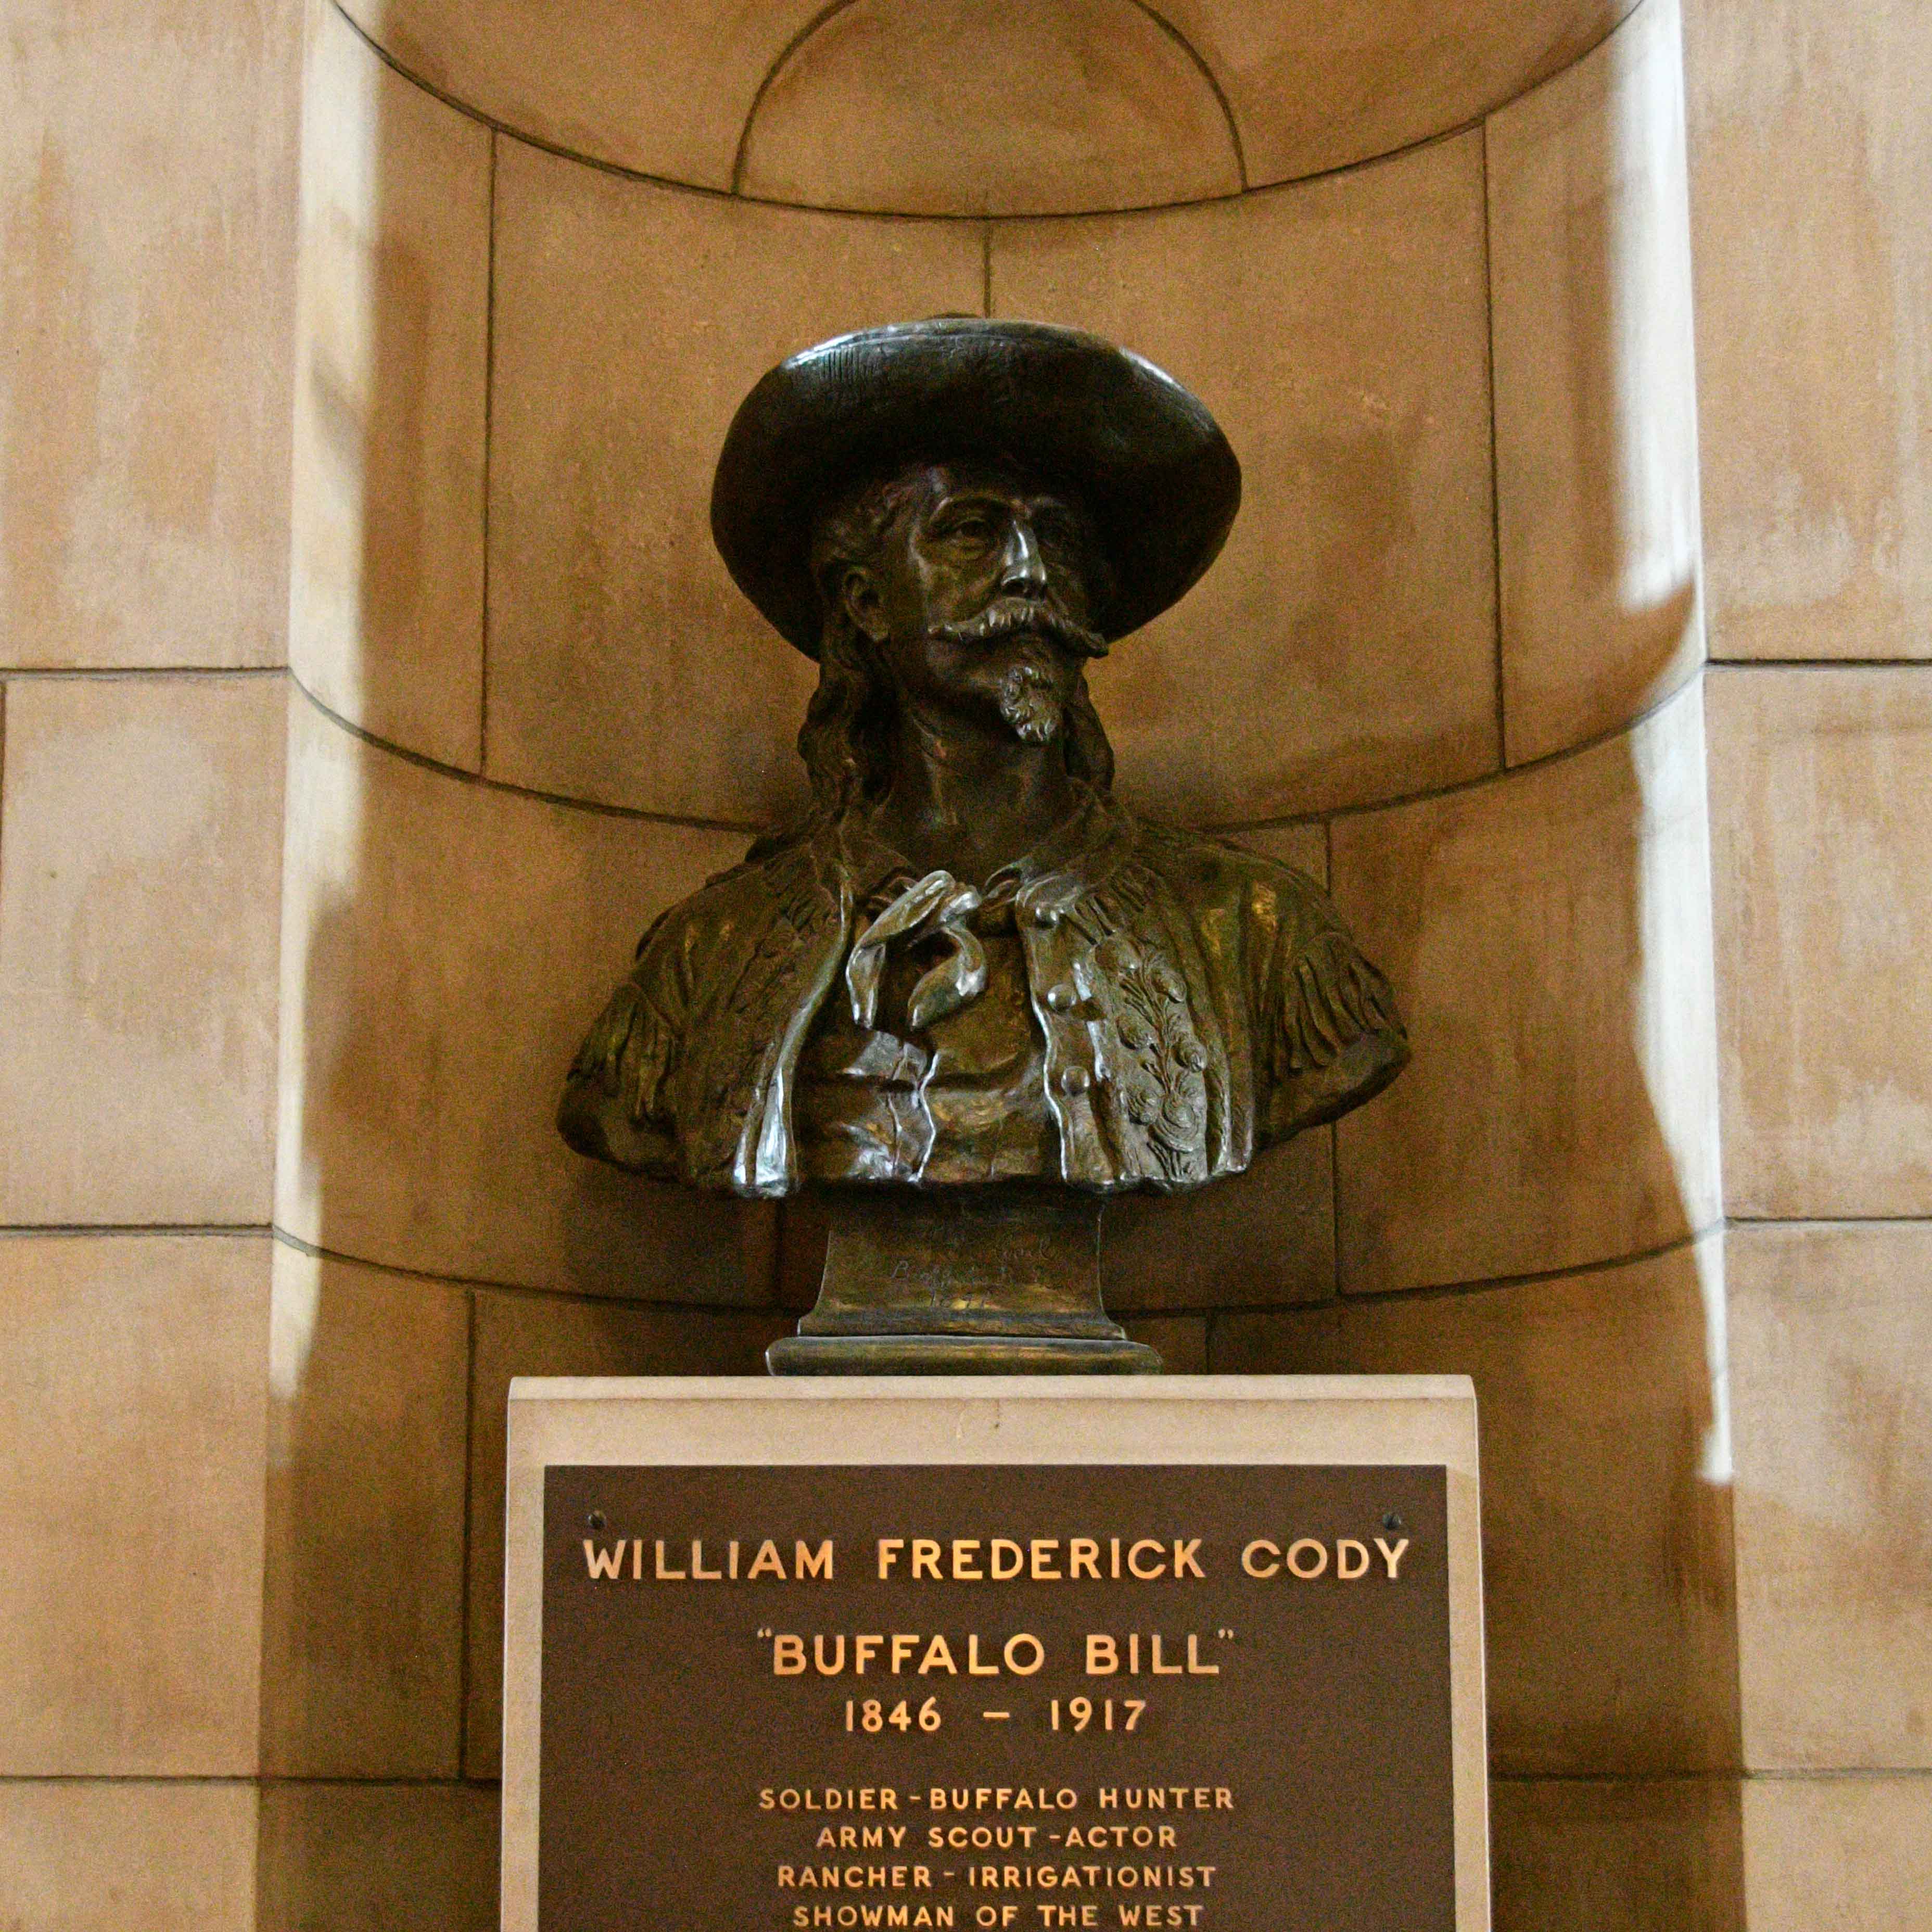 WILLIAM FREDERICK CODY
"BUFFALO BILL"
1846 - 1917
SOLDIER - BUFFALO HUNTER
ARMY SCOUT - ACTOR
RANCHER - IRRIGATIONIST
SHOWMAN OF THE WEST